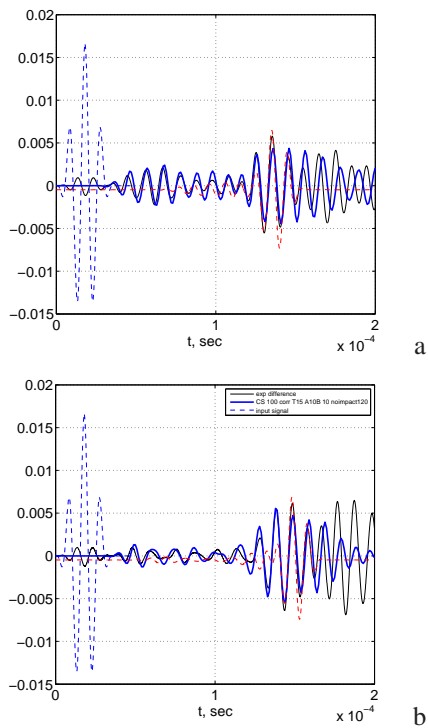 0.02
0.015
0.01
0.005
0
−0.005
−0.01
−0.015
0 1 2
t, sec x 10⁻⁴
a
0.02
0.015
0.01
0.005
0
−0.005
−0.01
−0.015
exp difference
CS 100 corr T15 A10B 10 noimpact120
input signal
0 1 2
t, sec x 10⁻⁴
b